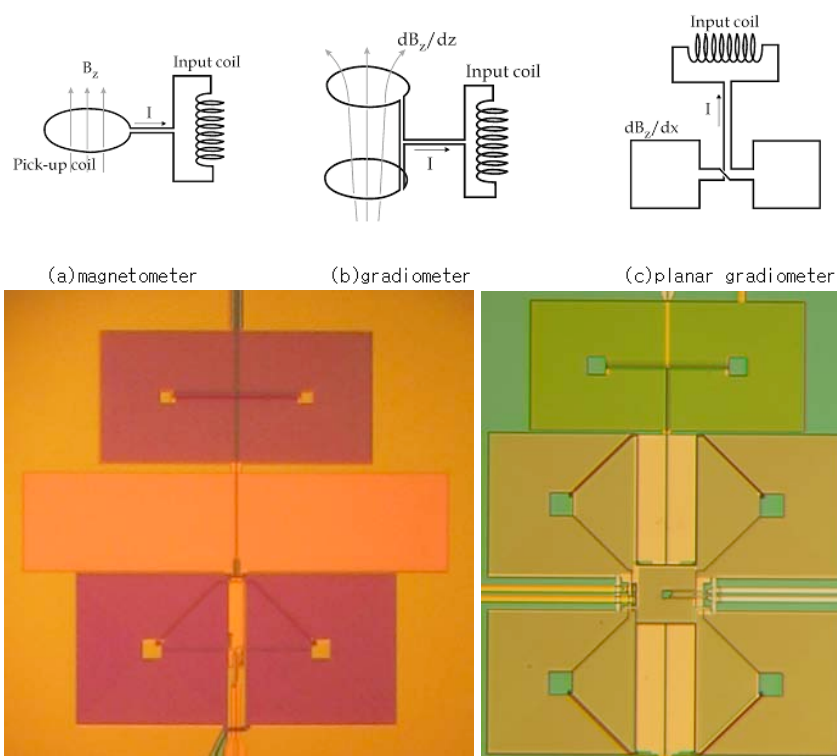 Input coil
B_z
I
Pick-up coil
dB_z/dz
Input coil
I
Input coil
I
dB_z/dx
(a)magnetometer
(b)gradiometer
(c)planar gradiometer